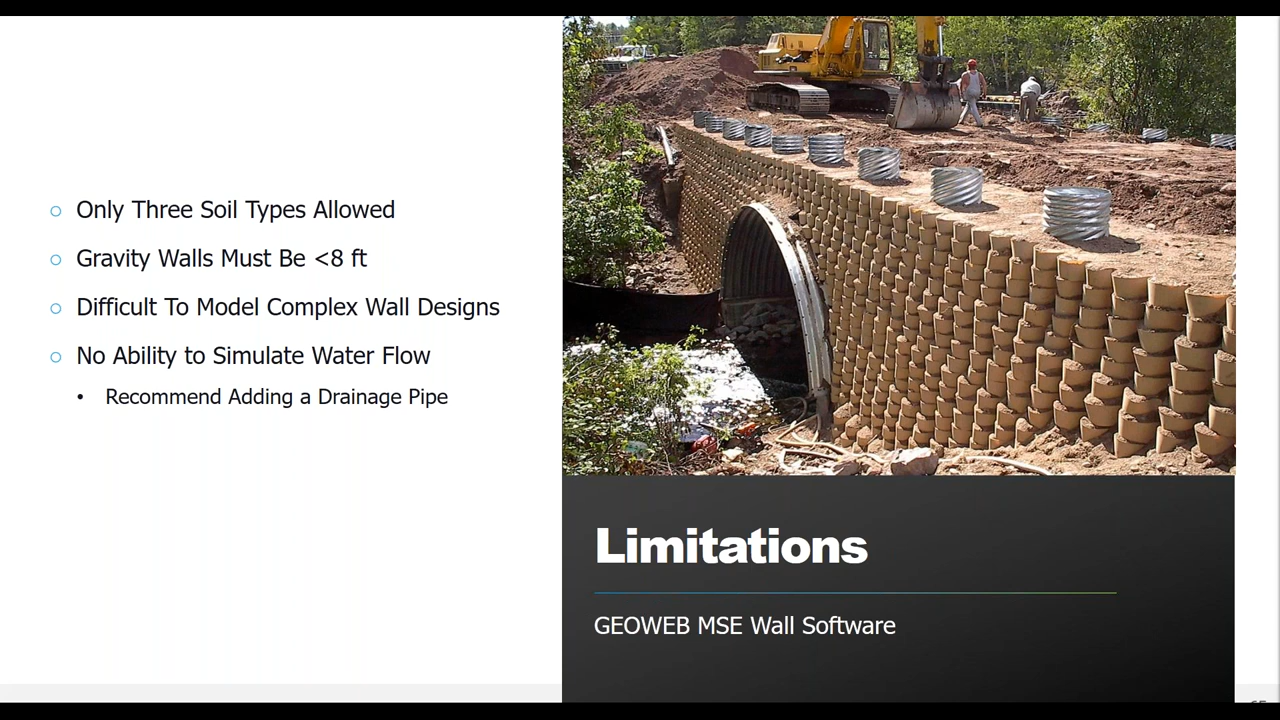 Only Three Soil Types Allowed
Gravity Walls Must Be <8 ft
Difficult To Model Complex Wall Designs
No Ability to Simulate Water Flow
Recommend Adding a Drainage Pipe
Limitations
GEOWEB MSE Wall Software